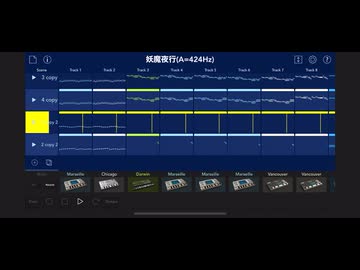 妖魔夜行(A=424Hz)
Scene Track 1 Track 2 Track 3 Track 4 Track 5 Track 6 Track 7 Track 8
3 copy
4 copy
copy 2
2 copy 2
Marseille Chicago Darwin Marseille Marseille Marseille Vancouver Vancouver